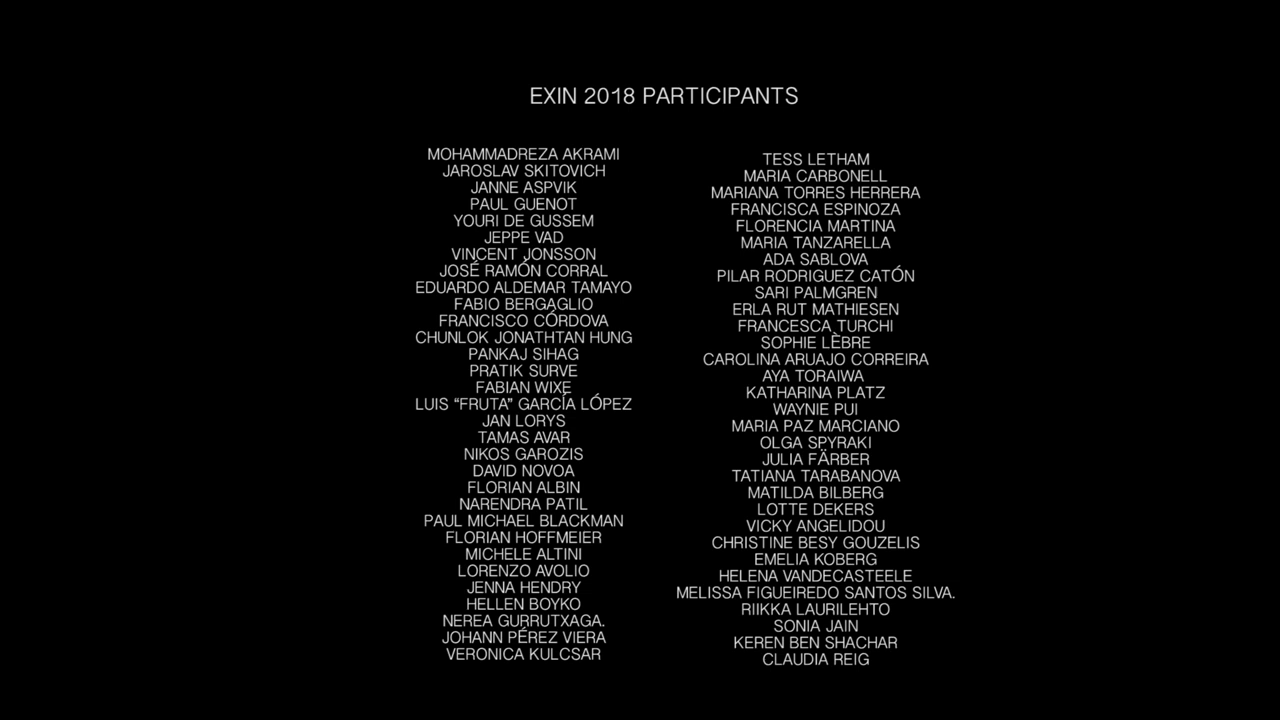 EXIN 2018 PARTICIPANTS
MOHAMMADREZA AKRAMI
JAROSLAV SKITOVICH
JANNE ASPVIK
PAUL GUENOT
YOURI DE GUSSEM
JEPPE VAD
VINCENT JONSSON
JOSÉ RAMÓN CORRAL
EDUARDO ALDEMAR TAMAYO
FABIO BERGAGLIO
FRANCISCO CÓRDOVA
CHUNLOK JONATHTAN HUNG
PANKAJ SIHAG
PRATIK SURVE
FABIAN WIXE
LUIS “FRUTA” GARCÍA LÓPEZ
JAN LORYS
TAMAS AVAR
NIKOS GAROZIS
DAVID NOVOA
FLORIAN ALBIN
NARENDRA PATIL
PAUL MICHAEL BLACKMAN
FLORIAN HOFFMEIER
MICHELE ALTINI
LORENZO AVOLIO
JENNA HENDRY
HELLEN BOYKO
NEREA GURRUTXAGA.
JOHANN PÉREZ VIERA
VERONICA KULCSAR
TESS LETHAM
MARIA CARBONELL
MARIANA TORRES HERRERA
FRANCISCA ESPINOZA
FLORENCIA MARTINA
MARIA TANZARELLA
ADA SABLOVA
PILAR RODRIGUEZ CATÓN
SARI PALMGREN
ERLA RUT MATHIESEN
FRANCESCA TURCHI
SOPHIE LÈBRE
CAROLINA ARUAJO CORREIRA
AYA TORAIWA
KATHARINA PLATZ
WAYNIE PUI
MARIA PAZ MARCIANO
OLGA SPYRAKI
JULIA FÄRBER
TATIANA TARABANOVA
MATILDA BILBERG
LOTTE DEKERS
VICKY ANGELIDOU
CHRISTINE BESY GOUZELIS
EMELIA KOBERG
HELENA VANDECASTEELE
MELISSA FIGUEIREDO SANTOS SILVA.
RIIKKA LAURILEHTO
SONIA JAIN
KEREN BEN SHACHAR
CLAUDIA REIG